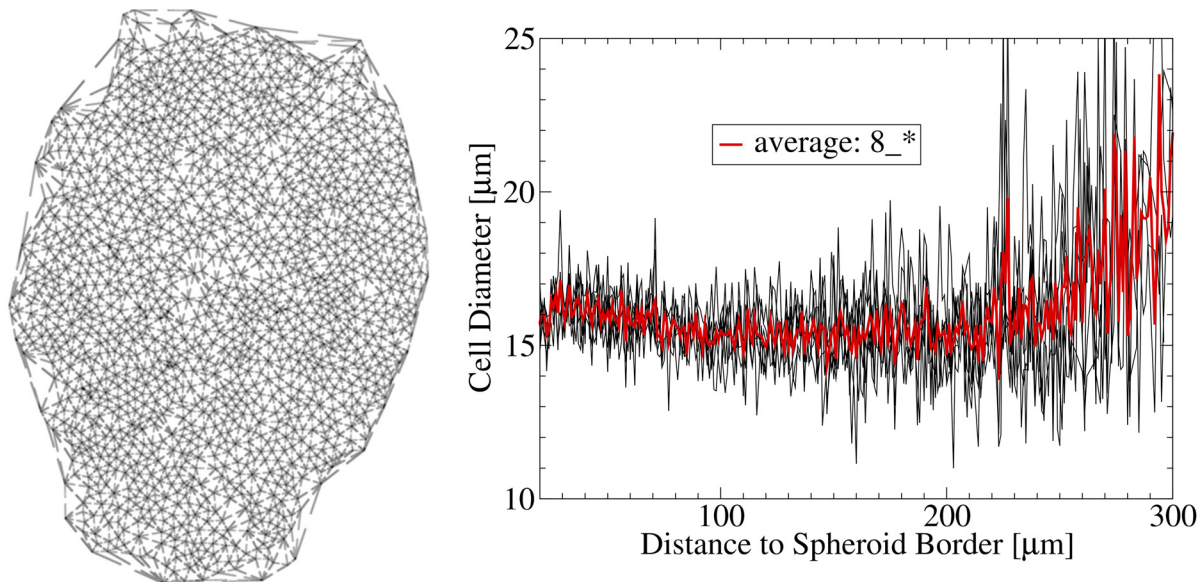 25
20
15
10
Cell Diameter [μm]
average: 8_*
100
200
300
Distance to Spheroid Border [μm]